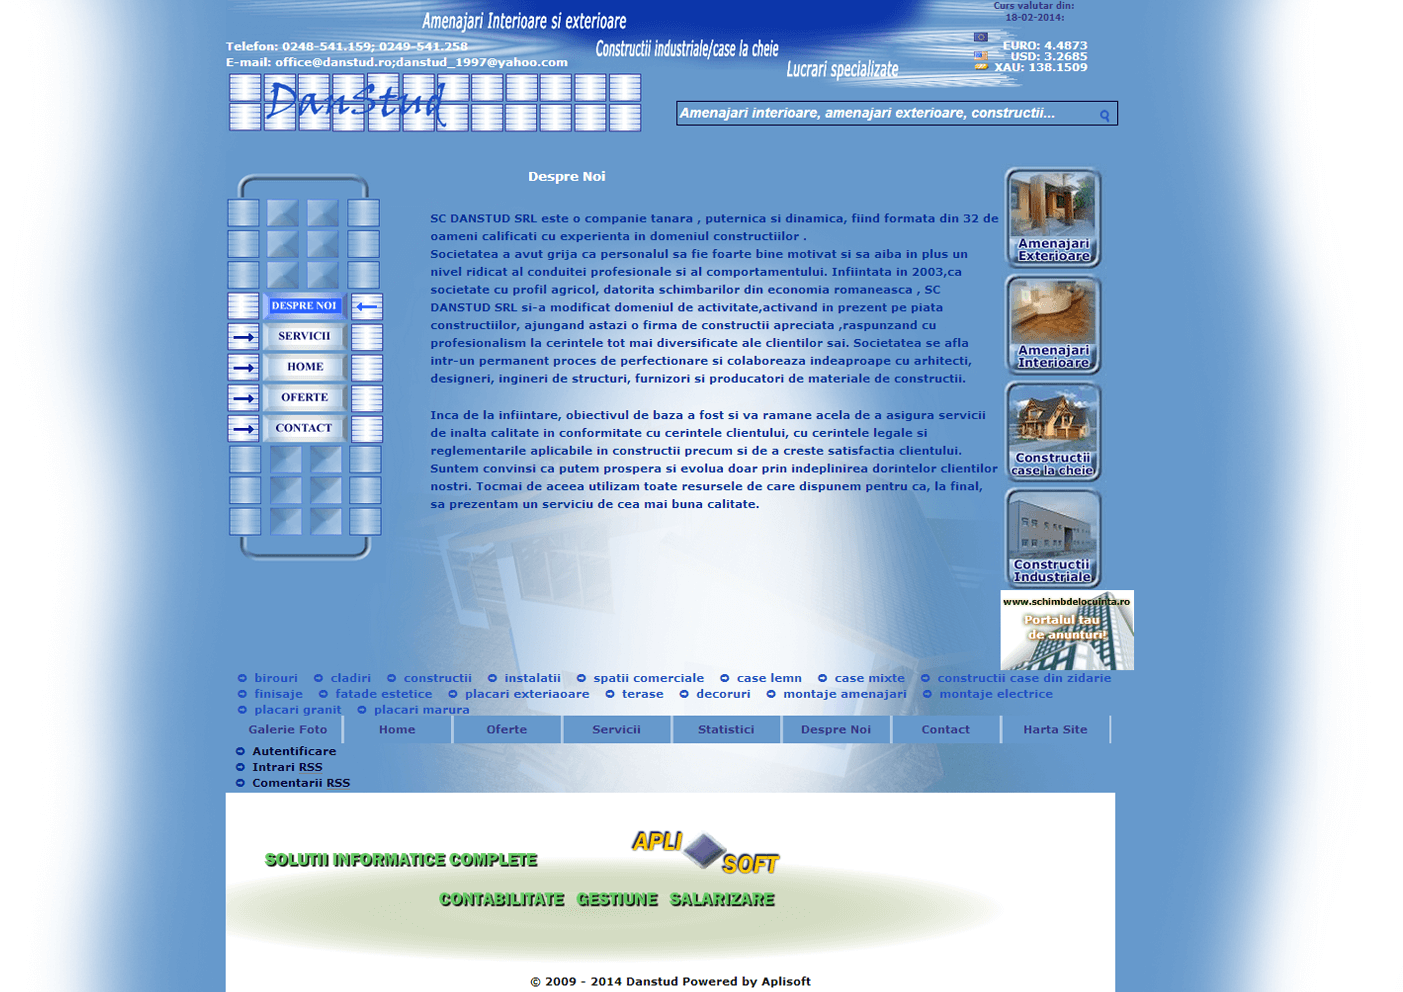 Amenajari Interioare si exterioare
Constructii industriale/case la cheie
Lucrari specializate
Curs valutar din:
18-02-2014:
EURO: 4.4873
USD: 3.2685
XAU: 138.1509
Telefon: 0248-541.159; 0249-541.258
E-mail: office@danstud.ro;danstud_1997@yahoo.com
DanStud
Amenajari interioare, amenajari exterioare, constructii...
DESPRE NOI
SERVICII
HOME
OFERTE
CONTACT
Despre Noi
SC DANSTUD SRL este o companie tanara , puternica si dinamica, fiind formata din 32 de
oameni calificati cu experienta in domeniul constructiilor .
Societatea a avut grija ca personalul sa fie foarte bine motivat si sa aiba in plus un
nivel ridicat al conduitei profesionale si al comportamentului. Infiintata in 2003,ca
societate cu profil agricol, datorita schimbarilor din economia romaneasca , SC
DANSTUD SRL si-a modificat domeniul de activitate,activand in prezent pe piata
constructiilor, ajungand astazi o firma de constructii apreciata ,raspunzand cu
profesionalism la cerintele tot mai diversificate ale clientilor sai. Societatea se afla
intr-un permanent proces de perfectionare si colaboreaza indeaproape cu arhitecti,
designeri, ingineri de structuri, furnizori si producatori de materiale de constructii.
Inca de la infiintare, obiectivul de baza a fost si va ramane acela de a asigura servicii
de inalta calitate in conformitate cu cerintele clientului, cu cerintele legale si
reglementarile aplicabile in constructii precum si de a creste satisfactia clientului.
Suntem convinsi ca putem prospera si evolua doar prin indeplinirea dorintelor clientilor
nostri. Tocmai de aceea utilizam toate resursele de care dispunem pentru ca, la final,
sa prezentam un serviciu de cea mai buna calitate.
Amenajari
Exterioare
Amenajari
Interioare
Constructii
case la cheie
Constructii
Industriale
www.schimbdelocuinta.ro
Portalul tau
de anunturi!
birouri cladiri constructii instalatii spatii comerciale case lemn case mixte constructii case din zidarie
finisaje fatade estetice placari exteriaoare terase decoruri montaje amenajari montaje electrice
placari granit placari marura
Galerie Foto Home Oferte Servicii Statistici Despre Noi Contact Harta Site
Autentificare
Intrari RSS
Comentarii RSS
APLI
SOFT
SOLUTII INFORMATICE COMPLETE
CONTABILITATE GESTIUNE SALARIZARE
© 2009 - 2014 Danstud Powered by Aplisoft